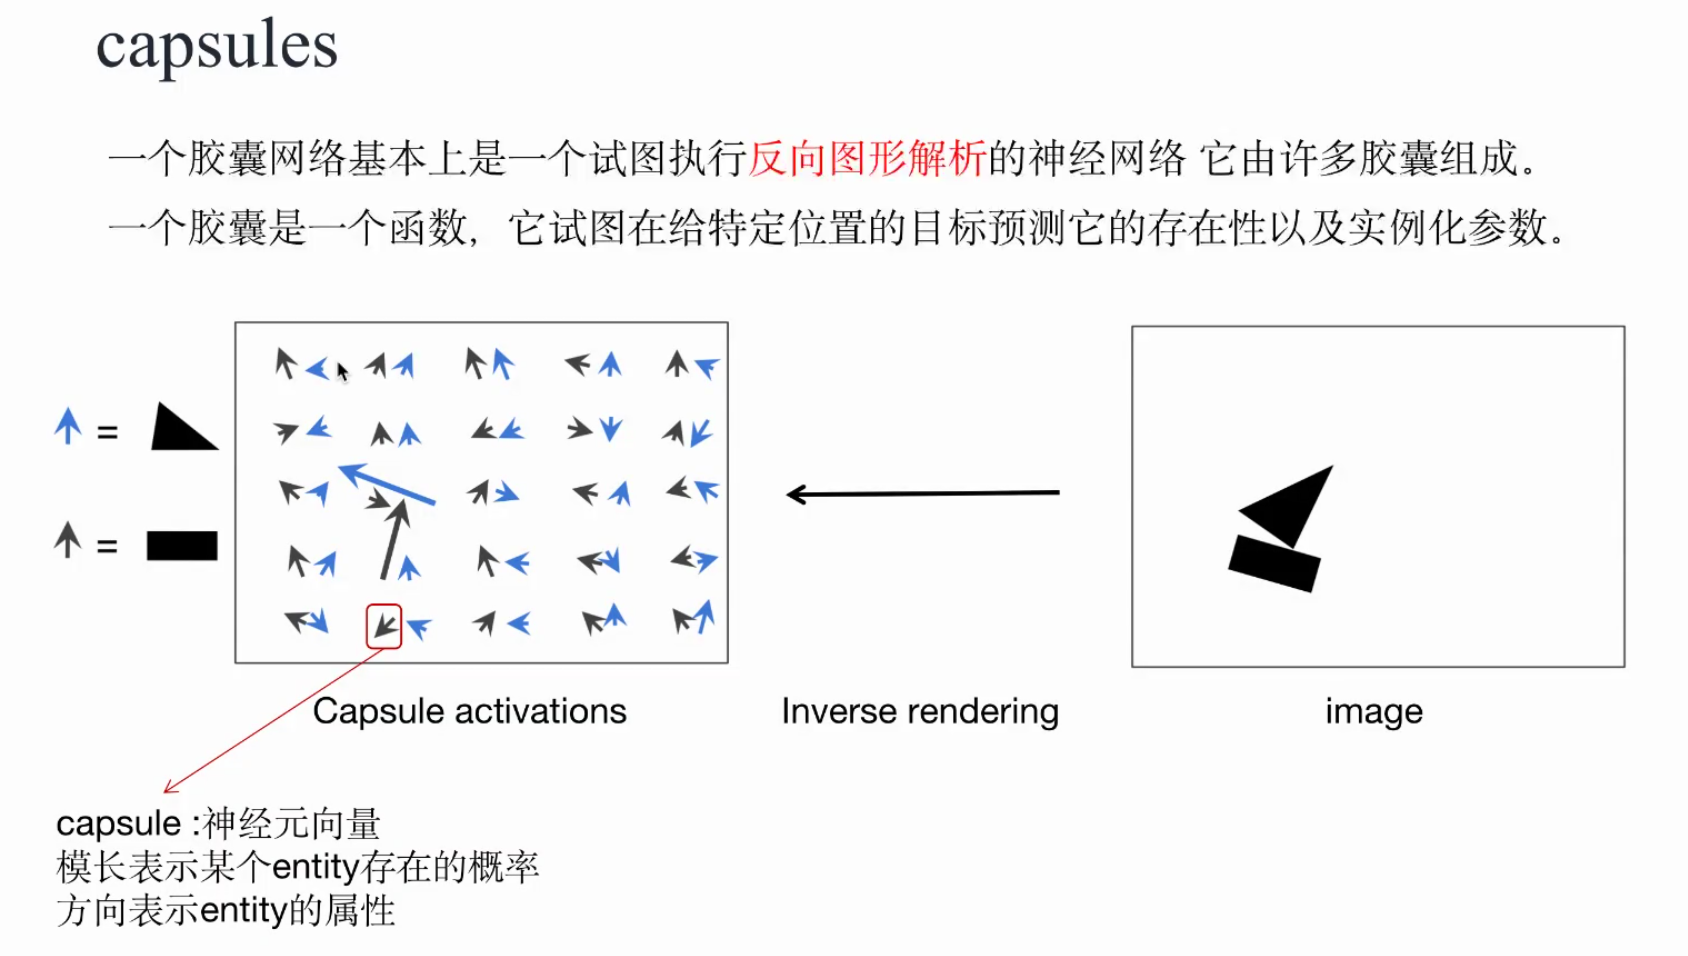 capsules
一个胶囊网络基本上是一个试图执行反向图形解析的神经网络 它由许多胶囊组成。
一个胶囊是一个函数，它试图在给特定位置的目标预测它的存在性以及实例化参数。
=
=
Capsule activations
Inverse rendering
image
capsule :神经元向量
模长表示某个entity存在的概率
方向表示entity的属性